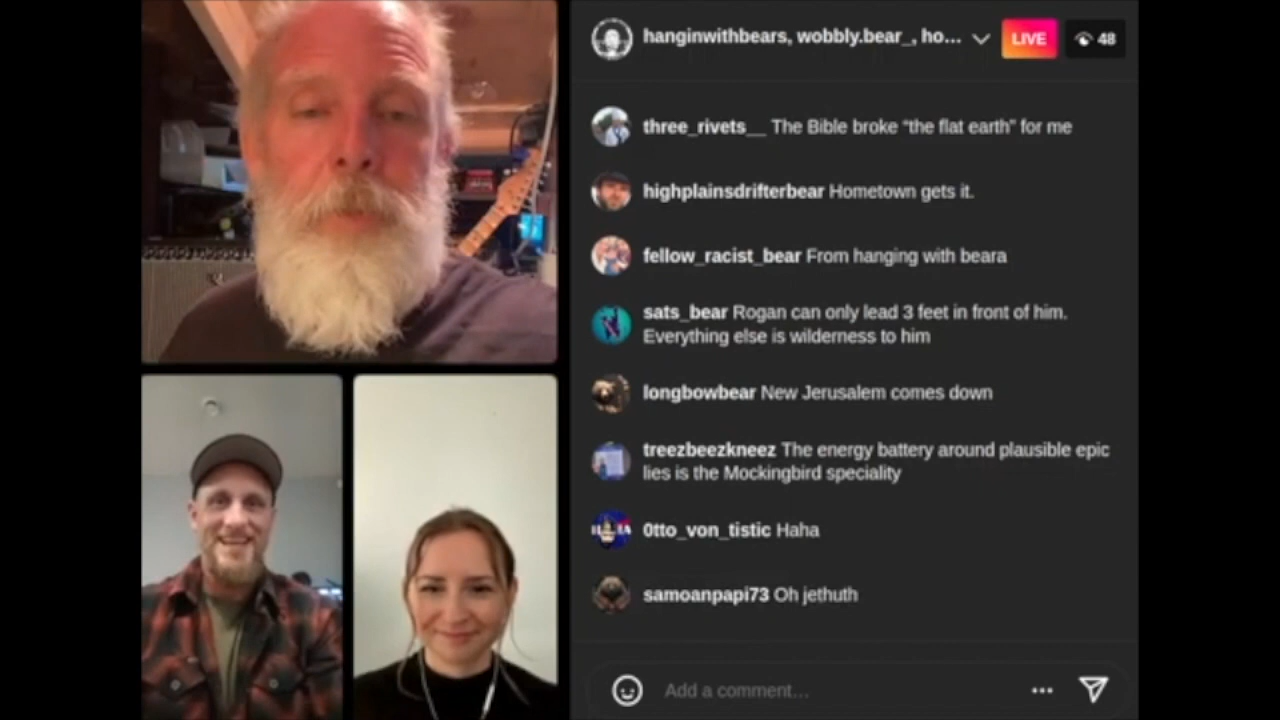 hanginwithbears, wobbly.bear_, ho...
LIVE
48
three_rivets__ The Bible broke “the flat earth” for me
highplainsdrifterbear Hometown gets it.
fellow_racist_bear From hanging with beara
sats_bear Rogan can only lead 3 feet in front of him.
Everything else is wilderness to him
longbowbear New Jerusalem comes down
treezbeezkneez The energy battery around plausible epic
lies is the Mockingbird speciality
0tto_von_tistic Haha
samoanpapi73 Oh jethuth
Add a comment...